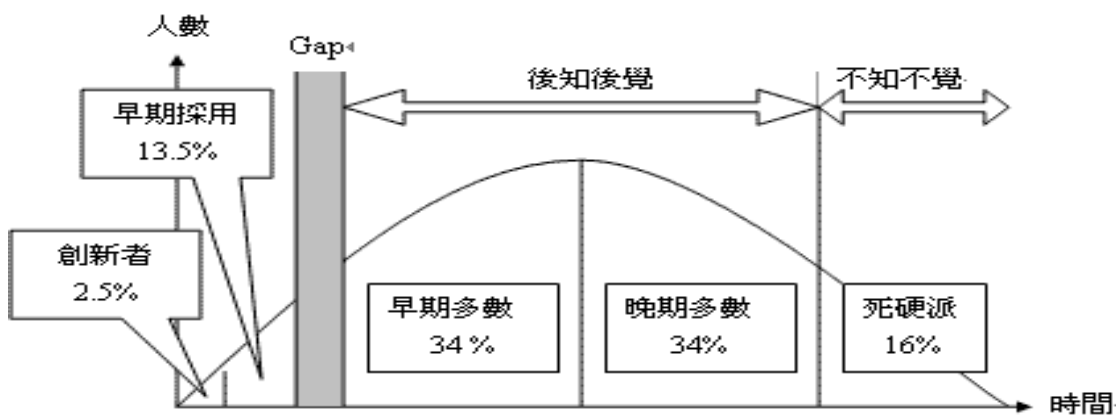 人數
Gap
後知後覺
不知不覺
早期採用
13.5%
創新者
2.5%
早期多數
34 %
晚期多數
34%
死硬派
16%
時間